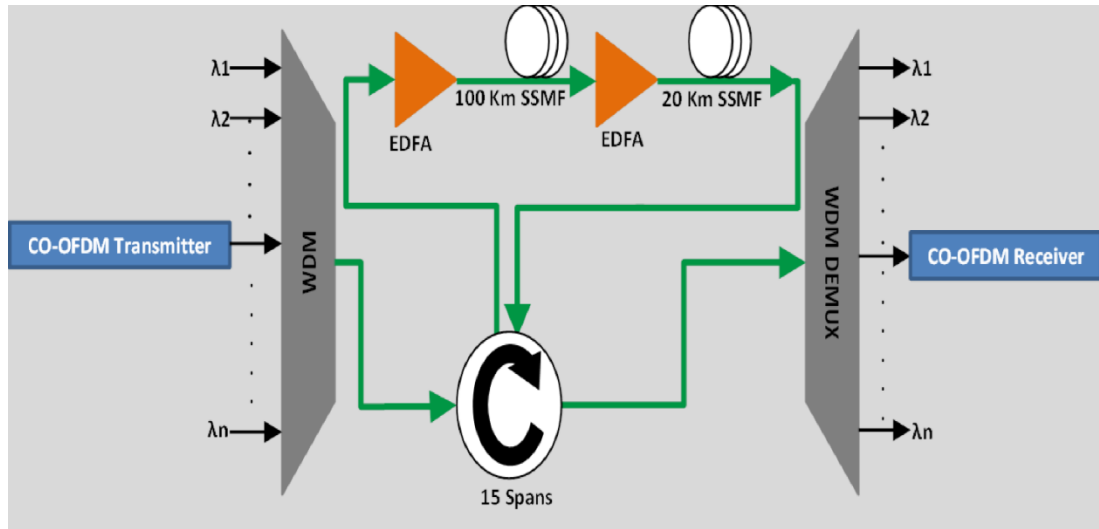 λ1
λ2
CO-OFDM Transmitter
λn
WDM
EDFA
100 Km SSMF
EDFA
20 Km SSMF
15 Spans
WDM DEMUX
λ1
λ2
CO-OFDM Receiver
λn